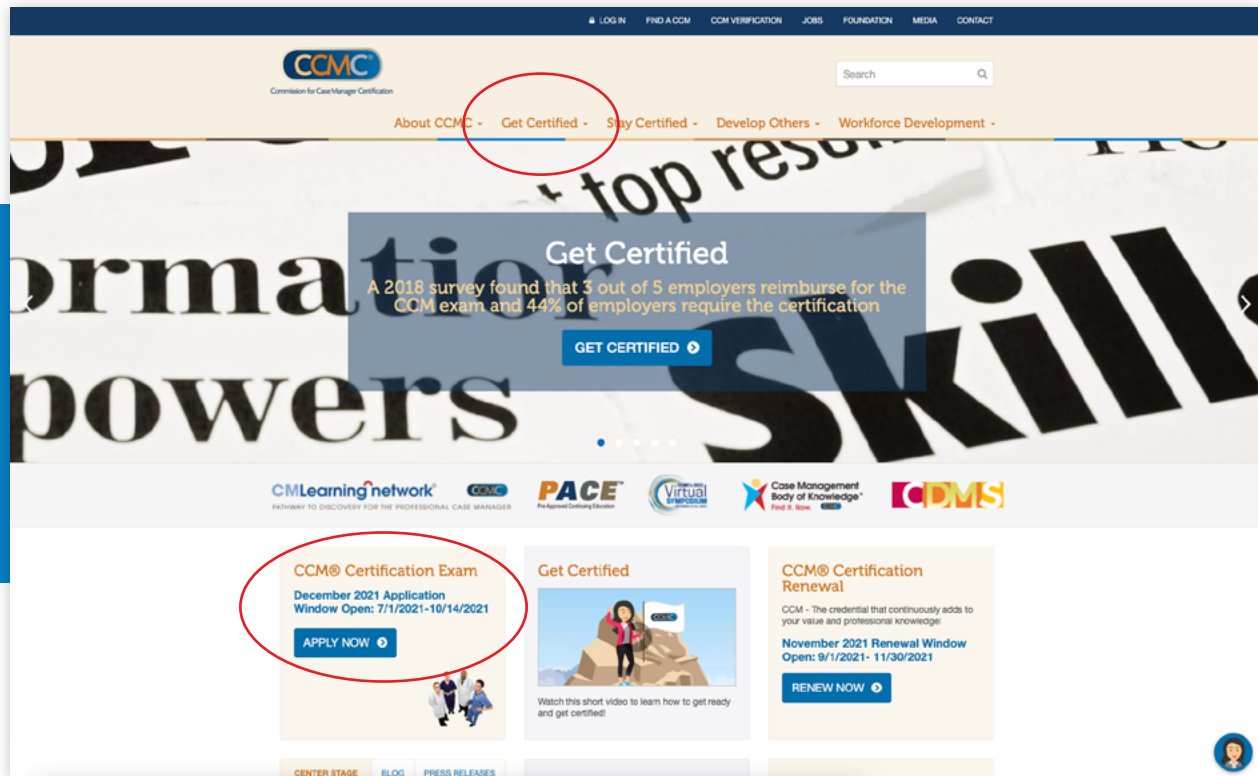 LOG IN FIND A CCM CCM VERIFICATION JOBS FOUNDATION MEDIA CONTACT
CCMC®
Commission for Case Manager Certification
Search
About CCMC Get Certified Stay Certified Develop Others Workforce Development
top
powers
Skill
Get Certified
A 2018 survey found that 3 out of 5 employers reimburse for the
CCM exam and 44% of employers require the certification
GET CERTIFIED
CMLearning network® CCMC
PATHWAY TO DISCOVERY FOR THE PROFESSIONAL CASE MANAGER
PACE™
Pre-Approved Continuing Education
Virtual
SYMPOSIUM
Case Management
Body of Knowledge®
Find it. Now. CCMC
CDMS
CCM® Certification Exam
December 2021 Application
Window Open: 7/1/2021-10/14/2021
APPLY NOW
Get Certified
CCMC
Watch this short video to learn how to get ready
and get certified!
CCM® Certification
Renewal
CCM - The credential that continuously adds to
your value and professional knowledge!
November 2021 Renewal Window
Open: 9/1/2021- 11/30/2021
RENEW NOW
CENTER STAGE BLOG PRESS RELEASES